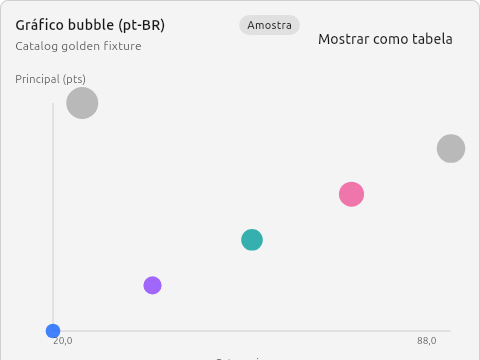 Gráfico bubble (pt-BR)
Amostra
Catalog golden fixture
Mostrar como tabela
Principal (pts)
20,0
88,0